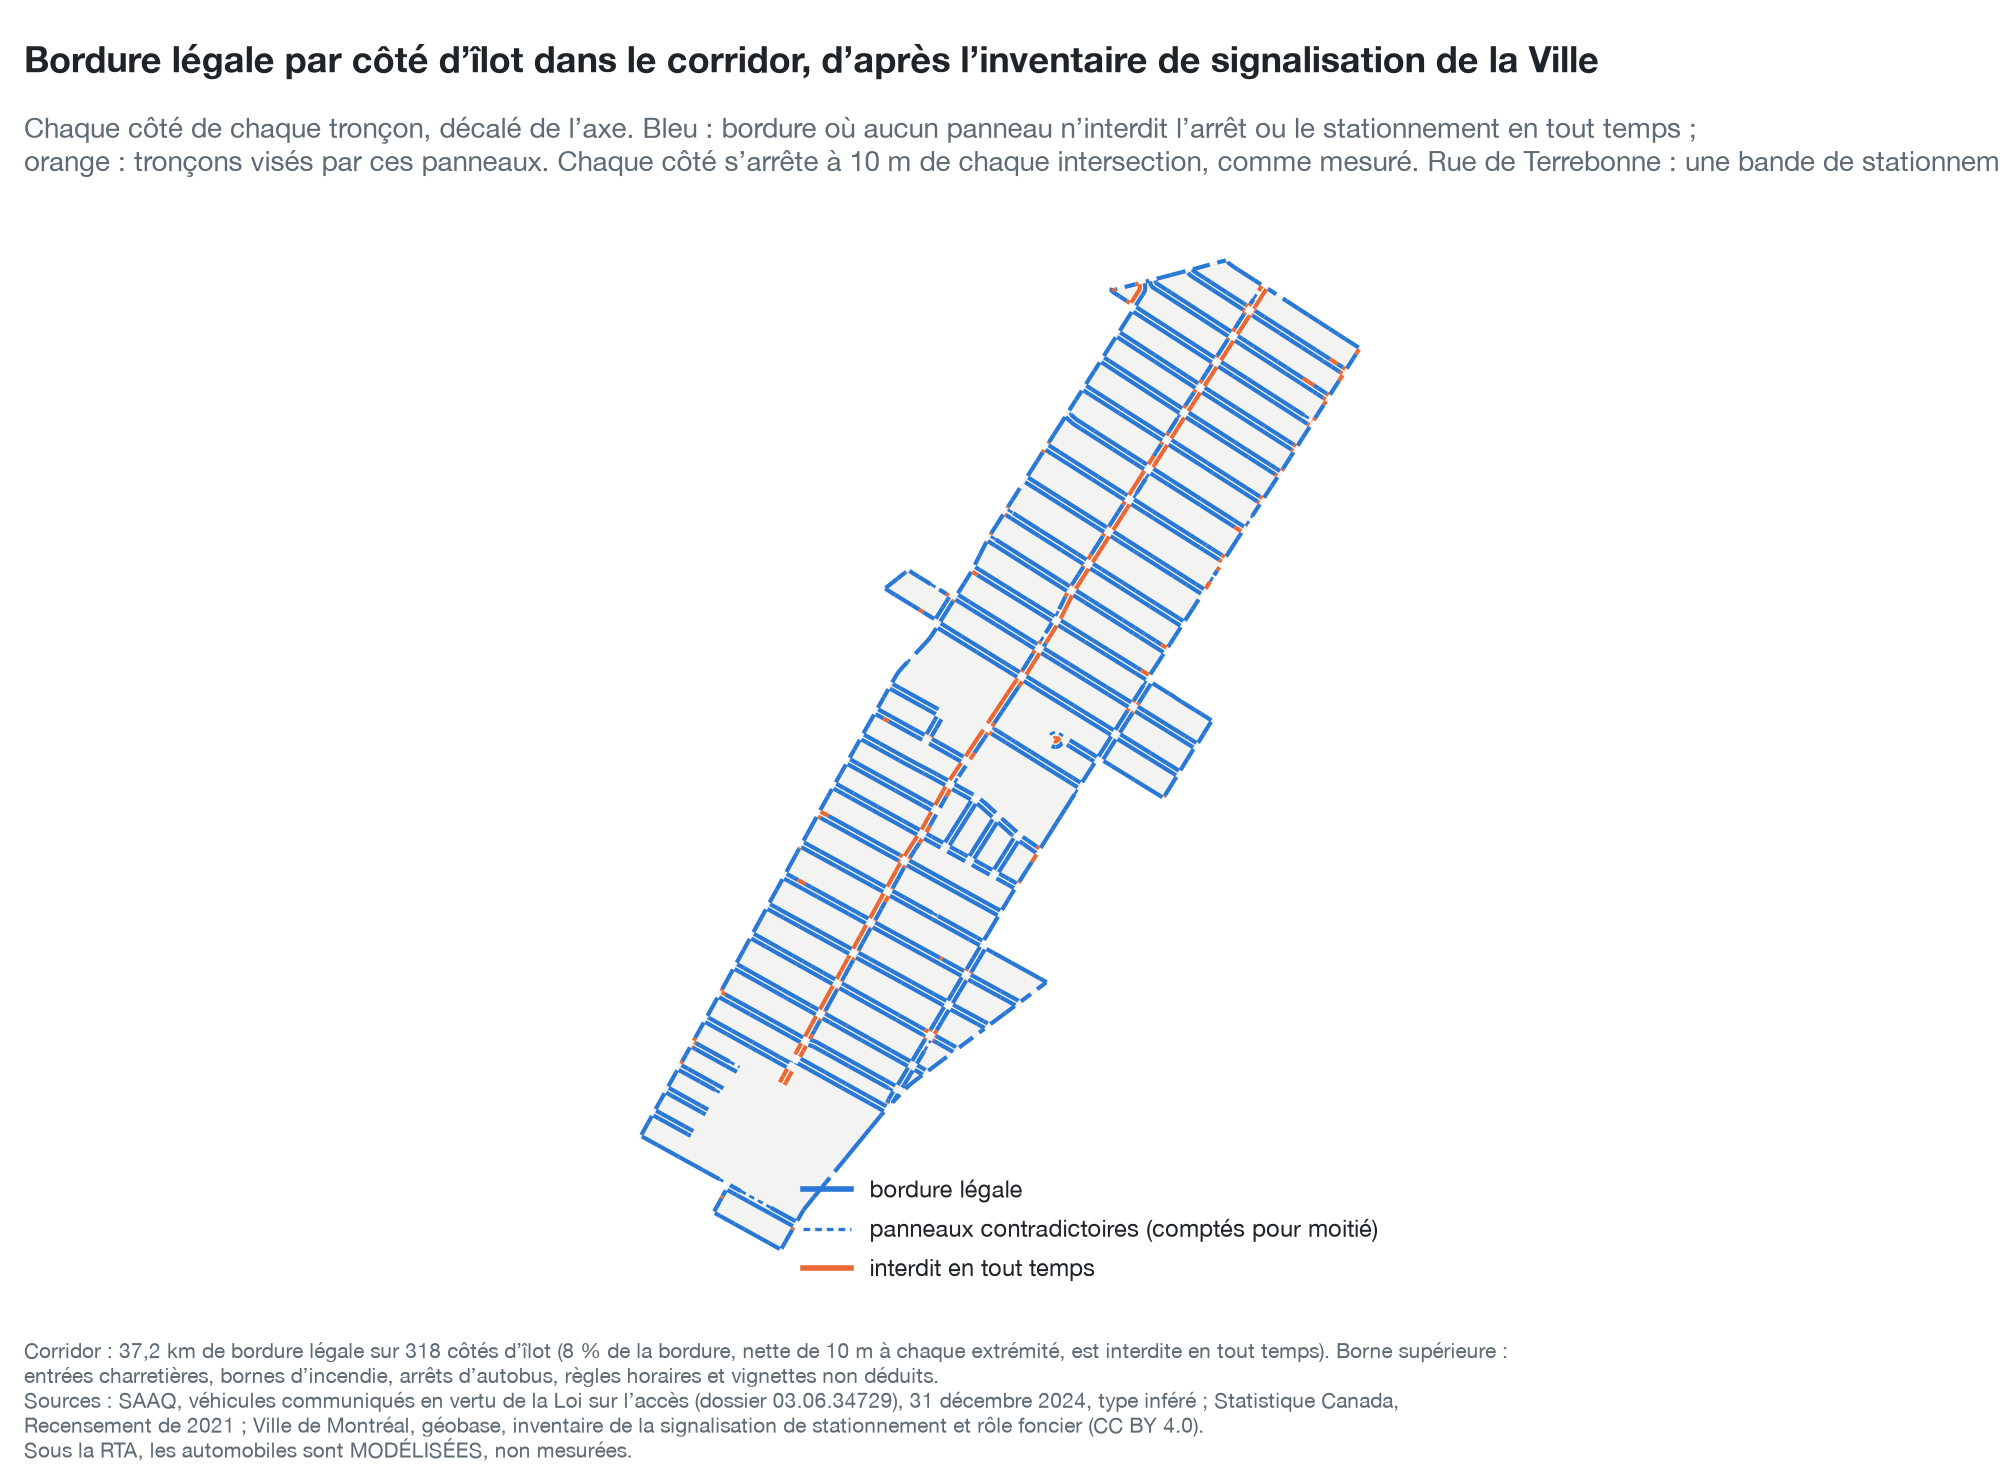 Bordure légale par côté d’îlot dans le corridor, d’après l’inventaire de signalisation de la Ville
Chaque côté de chaque tronçon, décalé de l’axe. Bleu : bordure où aucun panneau n’interdit l’arrêt ou le stationnement en tout temps ;
orange : tronçons visés par ces panneaux. Chaque côté s’arrête à 10 m de chaque intersection, comme mesuré. Rue de Terrebonne : une bande de stationnem
bordure légale
panneaux contradictoires (comptés pour moitié)
interdit en tout temps
Corridor : 37,2 km de bordure légale sur 318 côtés d’îlot (8 % de la bordure, nette de 10 m à chaque extrémité, est interdite en tout temps). Borne supérieure :
entrées charretières, bornes d’incendie, arrêts d’autobus, règles horaires et vignettes non déduits.
Sources : SAAQ, véhicules communiqués en vertu de la Loi sur l’accès (dossier 03.06.34729), 31 décembre 2024, type inféré ; Statistique Canada,
Recensement de 2021 ; Ville de Montréal, géobase, inventaire de la signalisation de stationnement et rôle foncier (CC BY 4.0).
Sous la RTA, les automobiles sont MODÉLISÉES, non mesurées.